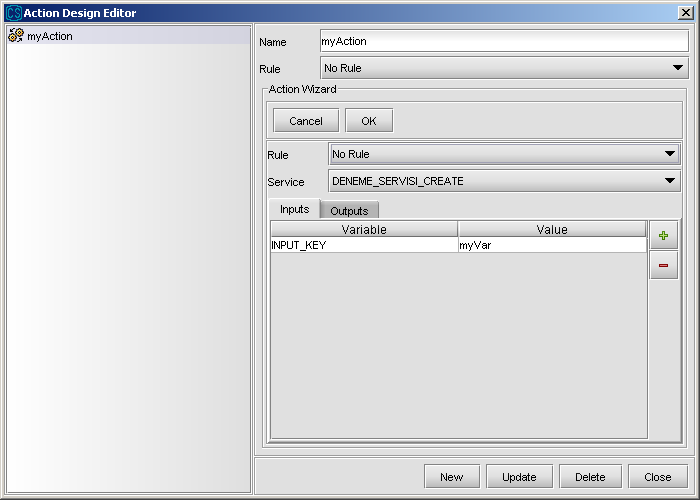 CS Action Design Editor
myAction
Name myAction
Rule No Rule
Action Wizard
Cancel OK
Rule No Rule
Service DENEME_SERVISI_CREATE
Inputs Outputs
Variable Value
INPUT_KEY myVar
New Update Delete Close